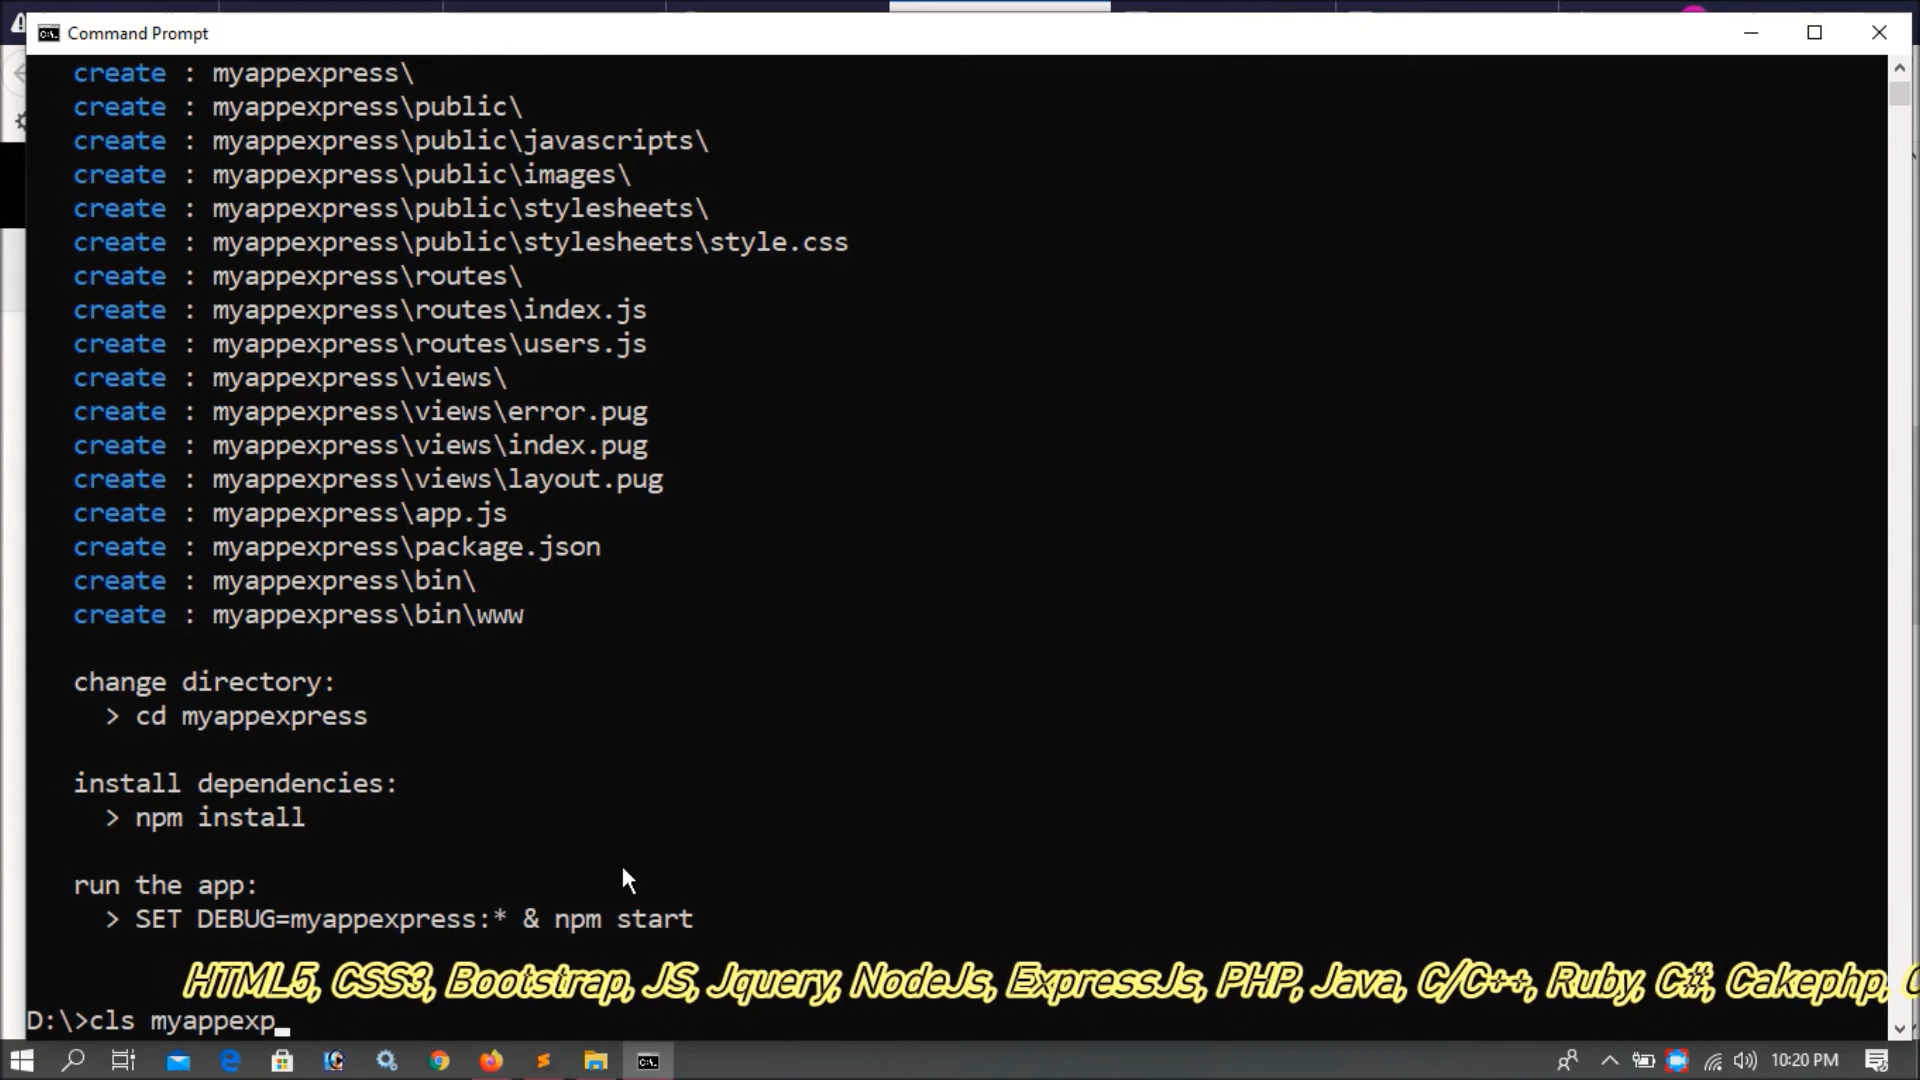 Command Prompt
create : myappexpress\
create : myappexpress\public\
create : myappexpress\public\javascripts\
create : myappexpress\public\images\
create : myappexpress\public\stylesheets\
create : myappexpress\public\stylesheets\style.css
create : myappexpress\routes\
create : myappexpress\routes\index.js
create : myappexpress\routes\users.js
create : myappexpress\views\
create : myappexpress\views\error.pug
create : myappexpress\views\index.pug
create : myappexpress\views\layout.pug
create : myappexpress\app.js
create : myappexpress\package.json
create : myappexpress\bin\
create : myappexpress\bin\www
change directory:
> cd myappexpress
install dependencies:
> npm install
run the app:
> SET DEBUG=myappexpress:* & npm start
HTML5, CSS3, Bootstrap, JS, Jquery, NodeJs, ExpressJs, PHP, Java, C/C++, Ruby, C#, Cakephp,
D:\>cls myappexp_
10:20 PM